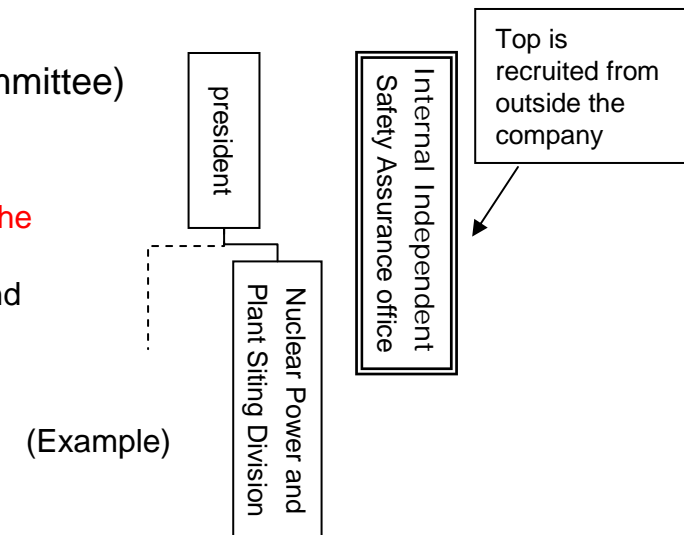 mmittee)
he
nd
(Example)
president
Nuclear Power and
Plant Siting Division
Internal Independent
Safety Assurance office
Top is
recruited from
outside the
company